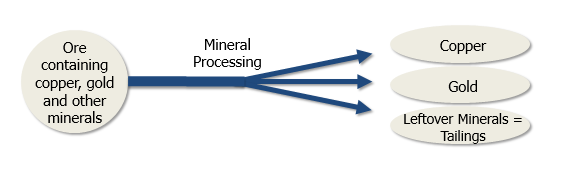 Ore
containing
copper, gold
and other
minerals
Mineral
Processing
Copper
Gold
Leftover Minerals =
Tailings